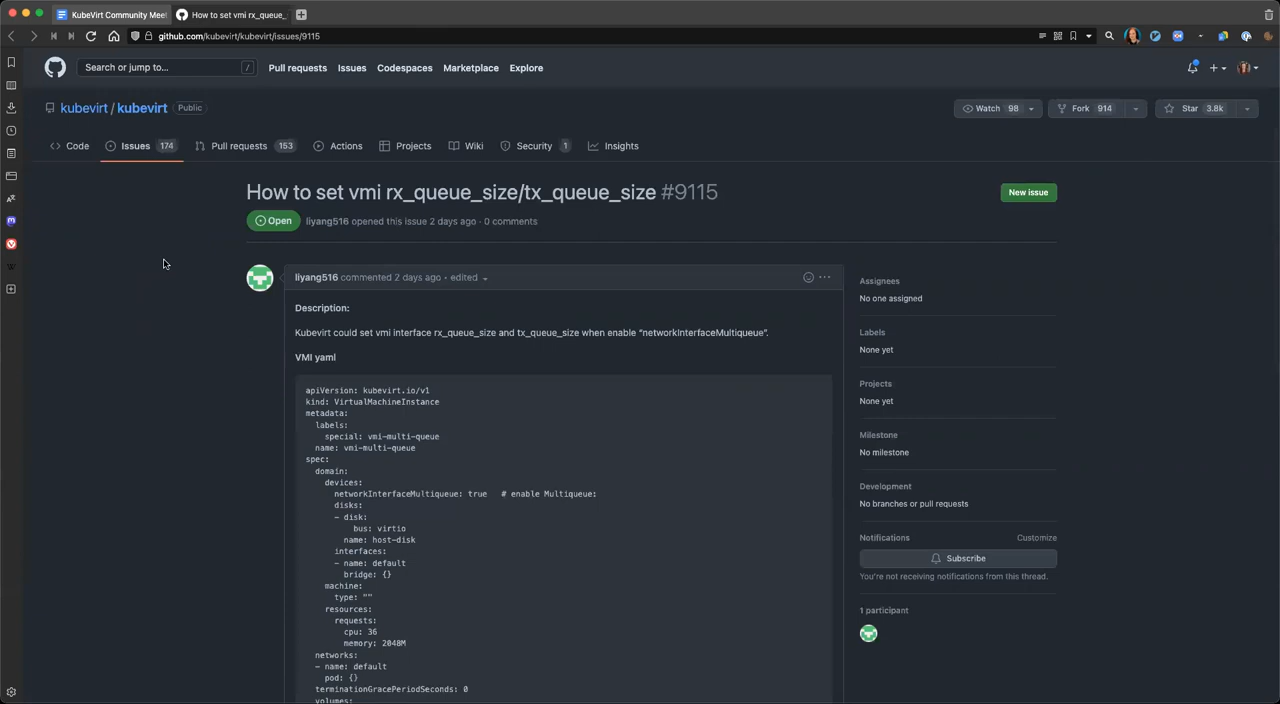 KubeVirt Community Meet
How to set vmi rx_queue_
github.com/kubevirt/kubevirt/issues/9115
Search or jump to...
/
Pull requests
Issues
Codespaces
Marketplace
Explore
kubevirt / kubevirt
Public
Watch 98
Fork 914
Star 3.8k
Code
Issues 174
Pull requests 153
Actions
Projects
Wiki
Security 1
Insights
How to set vmi rx_queue_size/tx_queue_size #9115
New issue
Open
liyang516 opened this issue 2 days ago · 0 comments
liyang516 commented 2 days ago · edited
Description:
Kubevirt could set vmi interface rx_queue_size and tx_queue_size when enable “networkInterfaceMultiqueue”.
VMI yaml
apiVersion: kubevirt.io/v1
kind: VirtualMachineInstance
metadata:
labels:
special: vmi-multi-queue
name: vmi-multi-queue
spec:
domain:
devices:
networkInterfaceMultiqueue: true # enable Multiqueue:
disks:
- disk:
bus: virtio
name: host-disk
interfaces:
- name: default
bridge: {}
machine:
type: “”
resources:
requests:
cpu: 36
memory: 2048M
networks:
- name: default
pod: {}
terminationGracePeriodSeconds: 0
volumes:
Assignees
No one assigned
Labels
None yet
Projects
None yet
Milestone
No milestone
Development
No branches or pull requests
Notifications
Customize
Subscribe
You're not receiving notifications from this thread.
1 participant